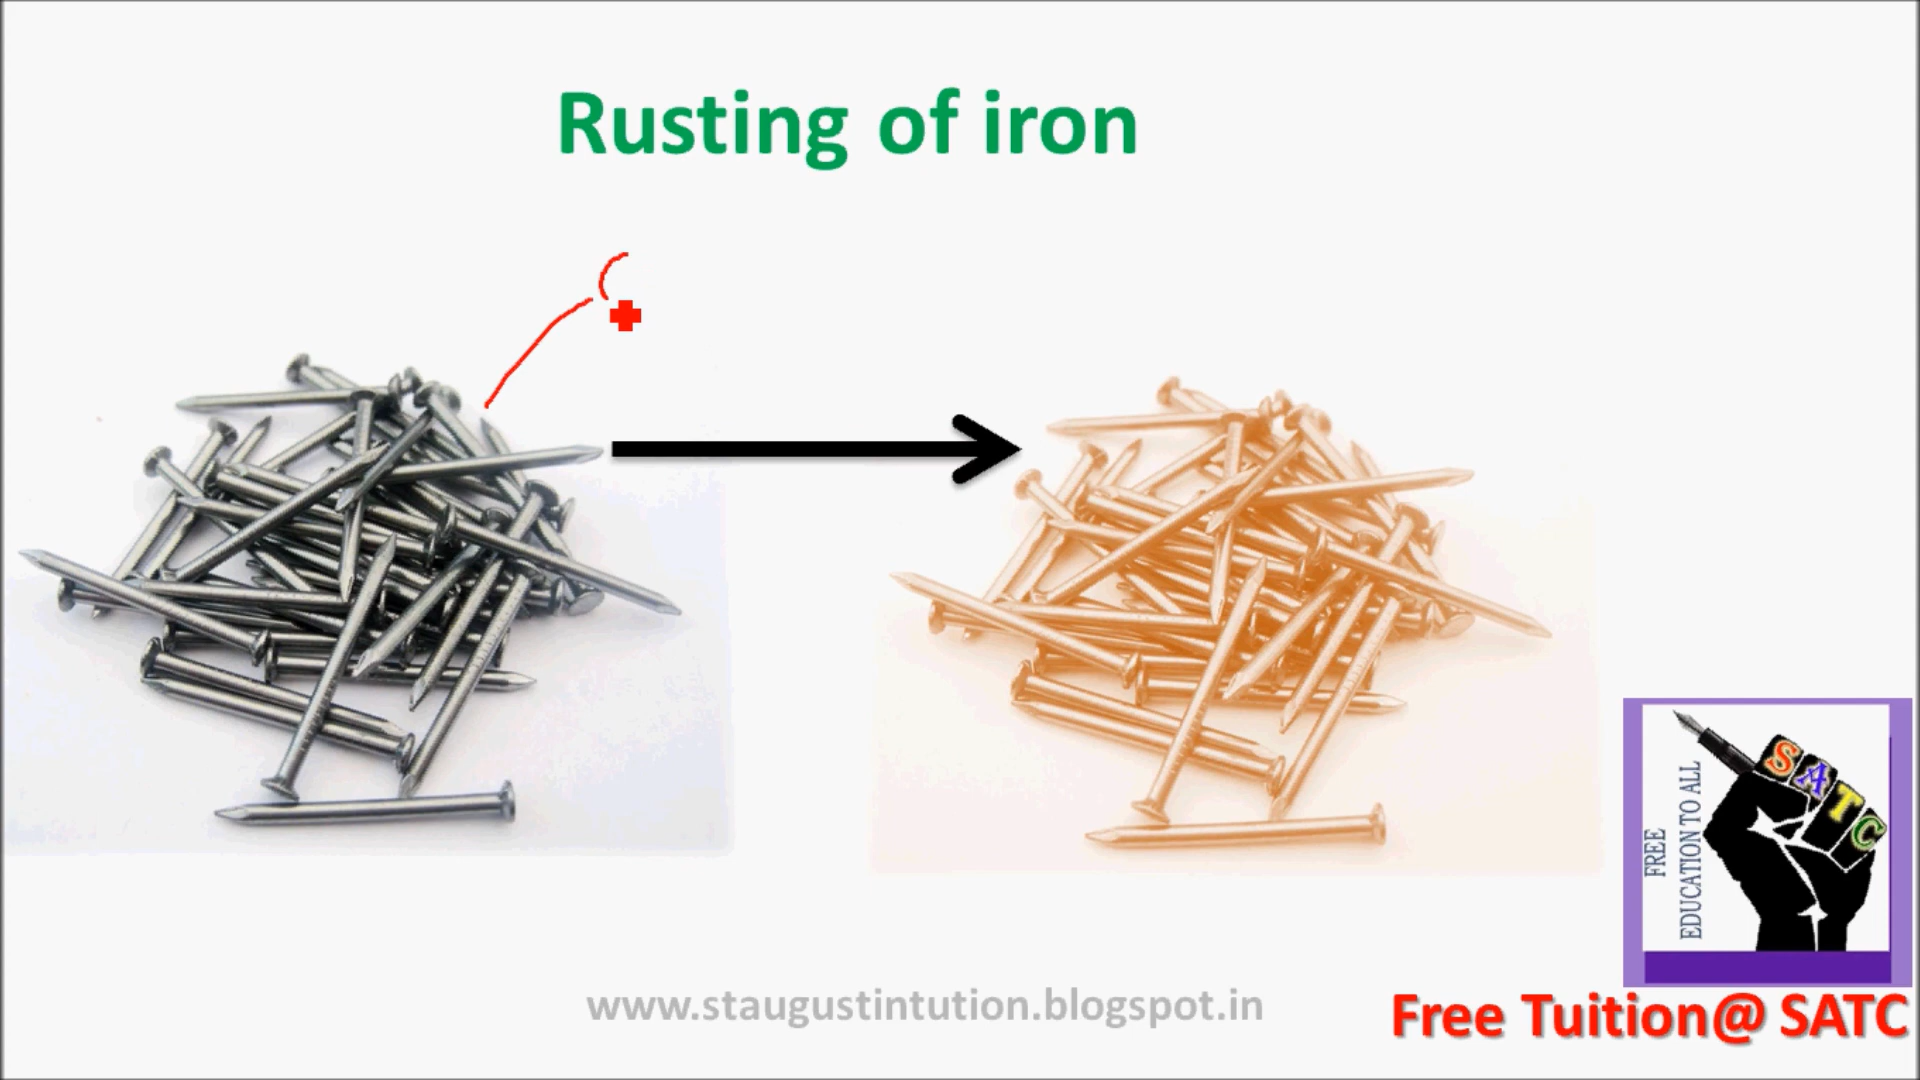 Rusting of iron
SATC
FREE
EDUCATION TO ALL
www.staugustintution.blogspot.in
Free Tuition@ SATC